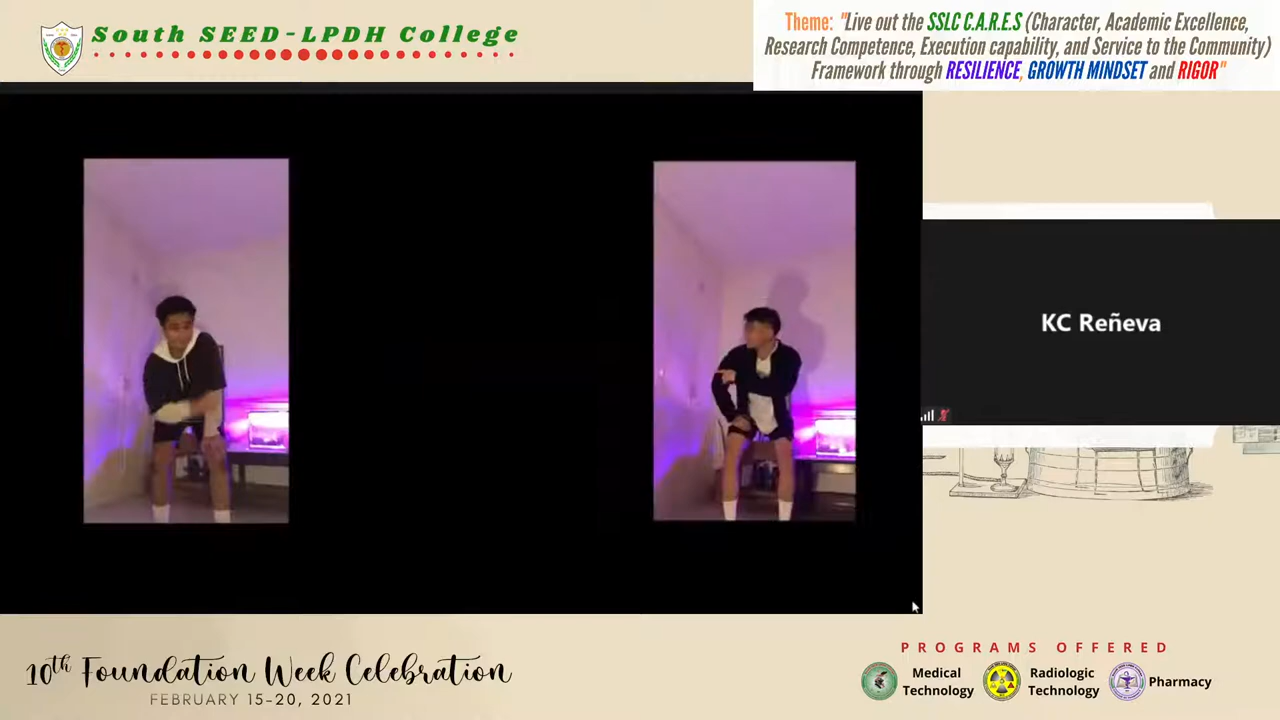 South SEED-LPDH College
Theme: "Live out the SSLC C.A.R.E.S (Character, Academic Excellence,
Research Competence, Execution capability, and Service to the Community)
Framework through RESILIENCE, GROWTH MINDSET and RIGOR"
KC Reñeva
10th Foundation Week Celebration
FEBRUARY 15-20, 2021
PROGRAMS OFFERED
Medical
Technology
Radiologic
Technology
Pharmacy